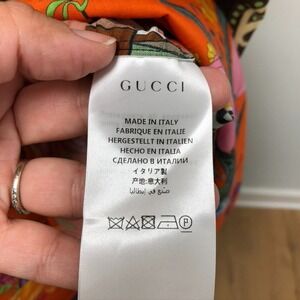 GUCCI
MADE IN ITALY
FABRIQUE EN ITALIE
HERGESTELLT IN ITALIEN
HECHO EN ITALIA
СДЕЛАНО В ИТАЛИИ
イタリア製
产地:意大利
صنع في إيطاليا
P